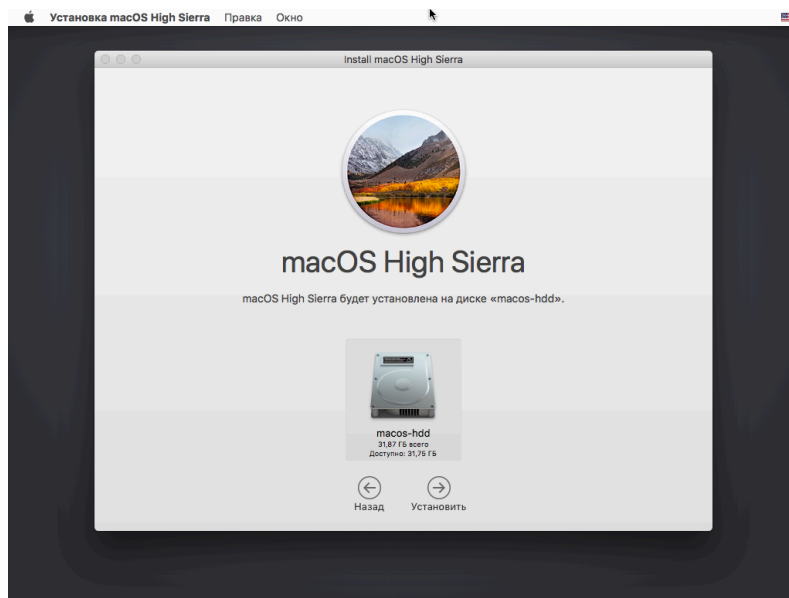 Установка macOS High Sierra Правка Окно
Install macOS High Sierra
macOS High Sierra
macOS High Sierra будет установлена на диске «macos-hdd».
macos-hdd
31,87 ГБ всего
Доступно: 31,75 ГБ
Назад Установить